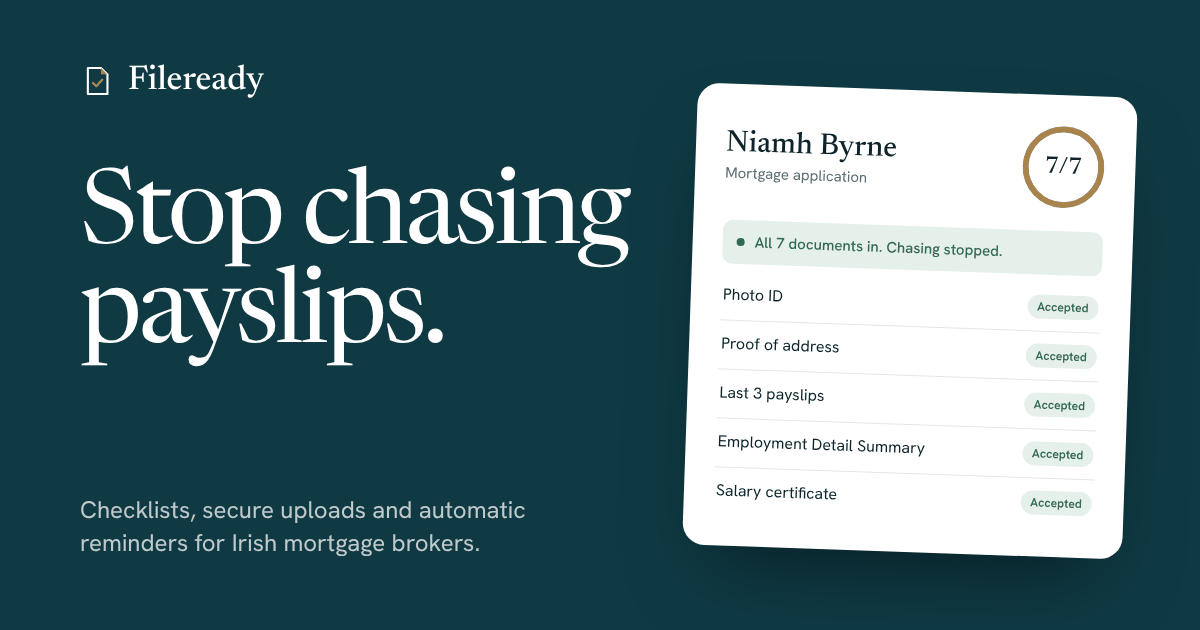 Fileready
Stop chasing
payslips.
Checklists, secure uploads and automatic
reminders for Irish mortgage brokers.
Niamh Byrne
Mortgage application
7/7
All 7 documents in. Chasing stopped.
Photo ID Accepted
Proof of address Accepted
Last 3 payslips Accepted
Employment Detail Summary Accepted
Salary certificate Accepted